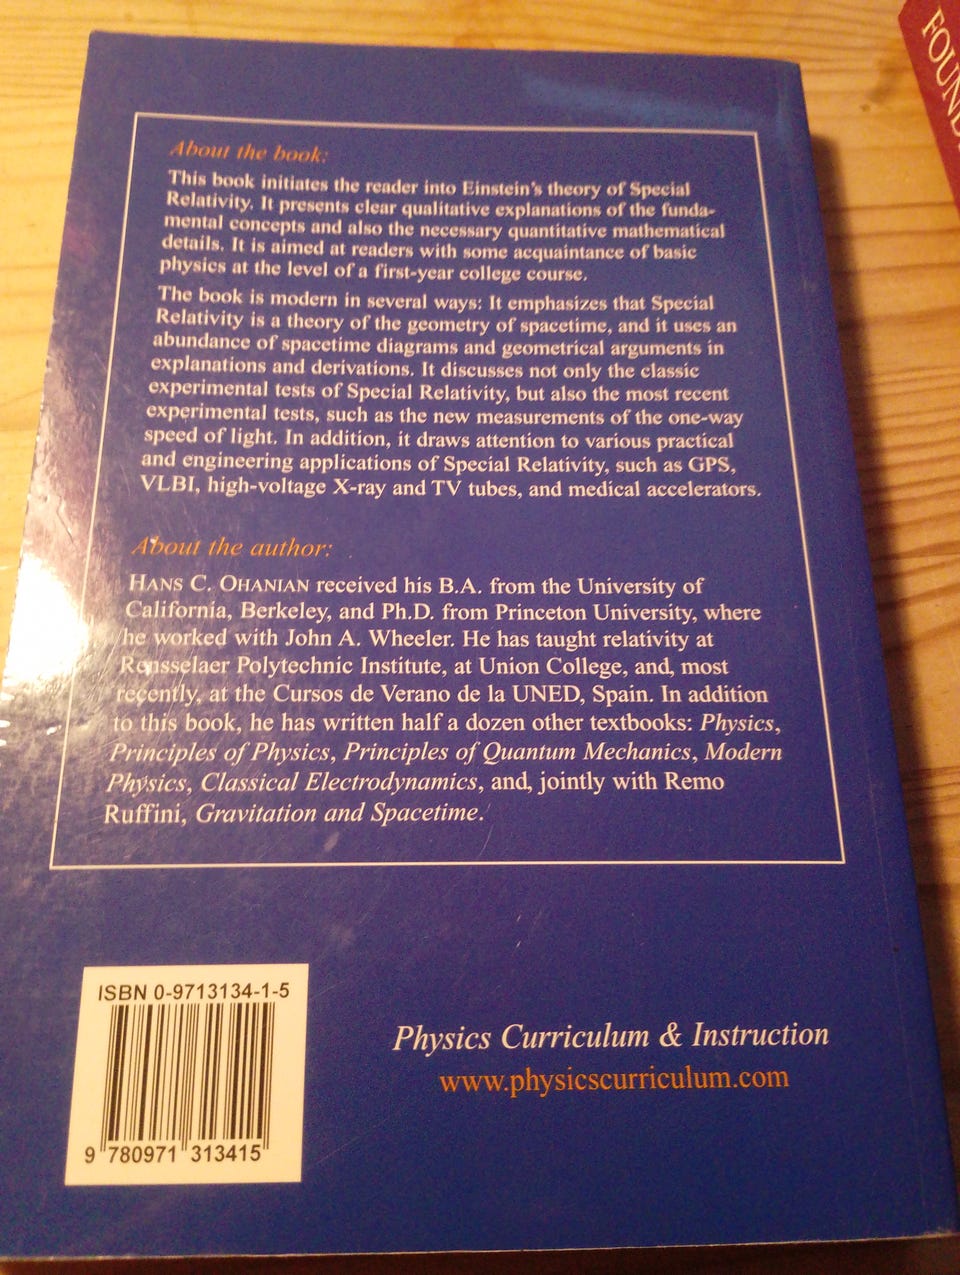 FOUND
About the book:
This book initiates the reader into Einstein's theory of Special
Relativity. It presents clear qualitative explanations of the funda-
mental concepts and also the necessary quantitative mathematical
details. It is aimed at readers with some acquaintance of basic
physics at the level of a first-year college course.
The book is modern in several ways: It emphasizes that Special
Relativity is a theory of the geometry of spacetime, and it uses an
abundance of spacetime diagrams and geometrical arguments in
explanations and derivations. It discusses not only the classic
experimental tests of Special Relativity, but also the most recent
experimental tests, such as the new measurements of the one-way
speed of light. In addition, it draws attention to various practical
and engineering applications of Special Relativity, such as GPS,
VLBI, high-voltage X-ray and TV tubes, and medical accelerators.
About the author:
HANS C. OHANIAN received his B.A. from the University of
California, Berkeley, and Ph.D. from Princeton University, where
he worked with John A. Wheeler. He has taught relativity at
Rensselaer Polytechnic Institute, at Union College, and, most
recently, at the Cursos de Verano de la UNED, Spain. In addition
to this book, he has written half a dozen other textbooks: Physics,
Principles of Physics, Principles of Quantum Mechanics, Modern
Physics, Classical Electrodynamics, and, jointly with Remo
Ruffini, Gravitation and Spacetime.
ISBN 0-9713134-1-5
9 780971 313415
Physics Curriculum & Instruction
www.physicscurriculum.com